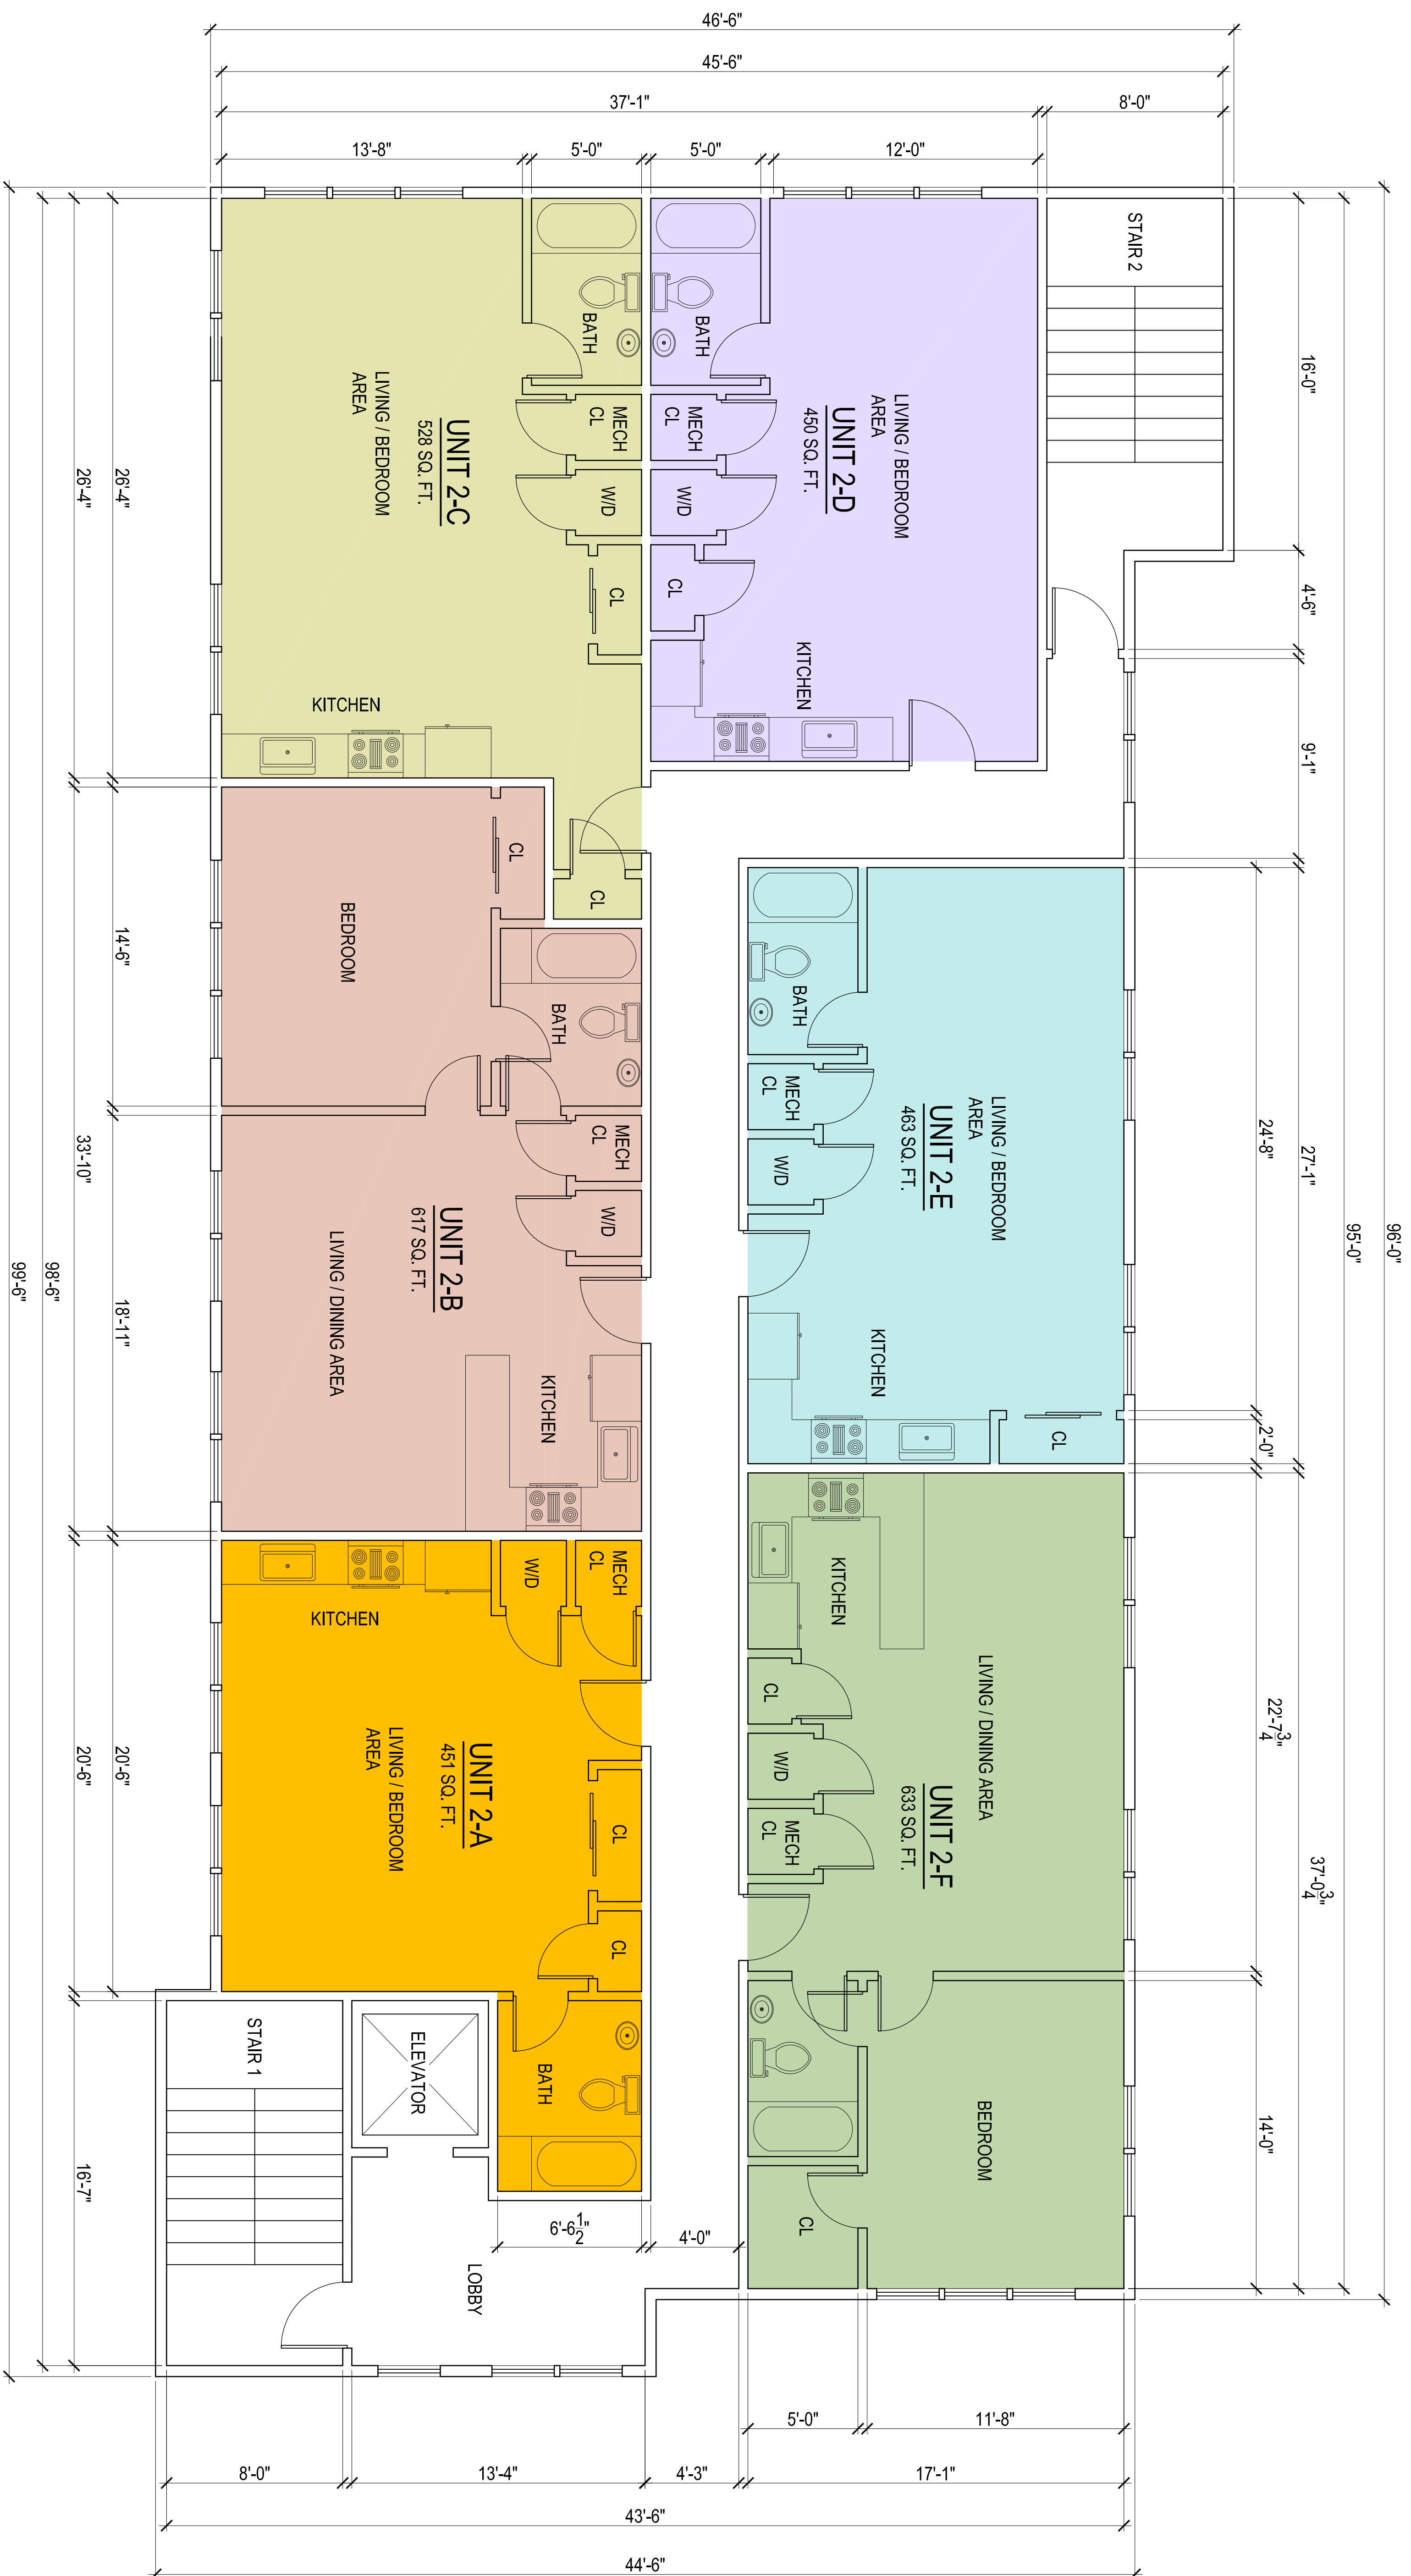 46'-6"
45'-6"
37'-1"
8'-0"
13'-8"
5'-0"
5'-0"
12'-0"
STAIR 2
16'-0"
4'-6"
9'-1"
27'-1"
24'-8"
2'-0"
95'-0"
96'-0"
22'-7 3/4"
37'-0 3/4"
14'-0"
BATH
MECH
CL
W/D
CL
LIVING / BEDROOM
AREA
UNIT 2-C
528 SQ. FT.
KITCHEN
CL
BATH
MECH
CL
W/D
CL
LIVING / BEDROOM
AREA
UNIT 2-D
450 SQ. FT.
KITCHEN
BEDROOM
CL
BATH
MECH
CL
W/D
UNIT 2-B
617 SQ. FT.
LIVING / DINING AREA
KITCHEN
BATH
MECH
CL
W/D
LIVING / BEDROOM
AREA
UNIT 2-E
463 SQ. FT.
KITCHEN
CL
W/D
MECH
CL
KITCHEN
LIVING / BEDROOM
AREA
UNIT 2-A
451 SQ. FT.
CL
CL
BATH
KITCHEN
LIVING / DINING AREA
CL
W/D
MECH
CL
UNIT 2-F
633 SQ. FT.
BEDROOM
CL
STAIR 1
ELEVATOR
LOBBY
26'-4"
26'-4"
14'-6"
33'-10"
18'-11"
98'-6"
99'-6"
20'-6"
20'-6"
16'-7"
6'-6 1/2"
4'-0"
5'-0"
11'-8"
8'-0"
13'-4"
4'-3"
17'-1"
43'-6"
44'-6"